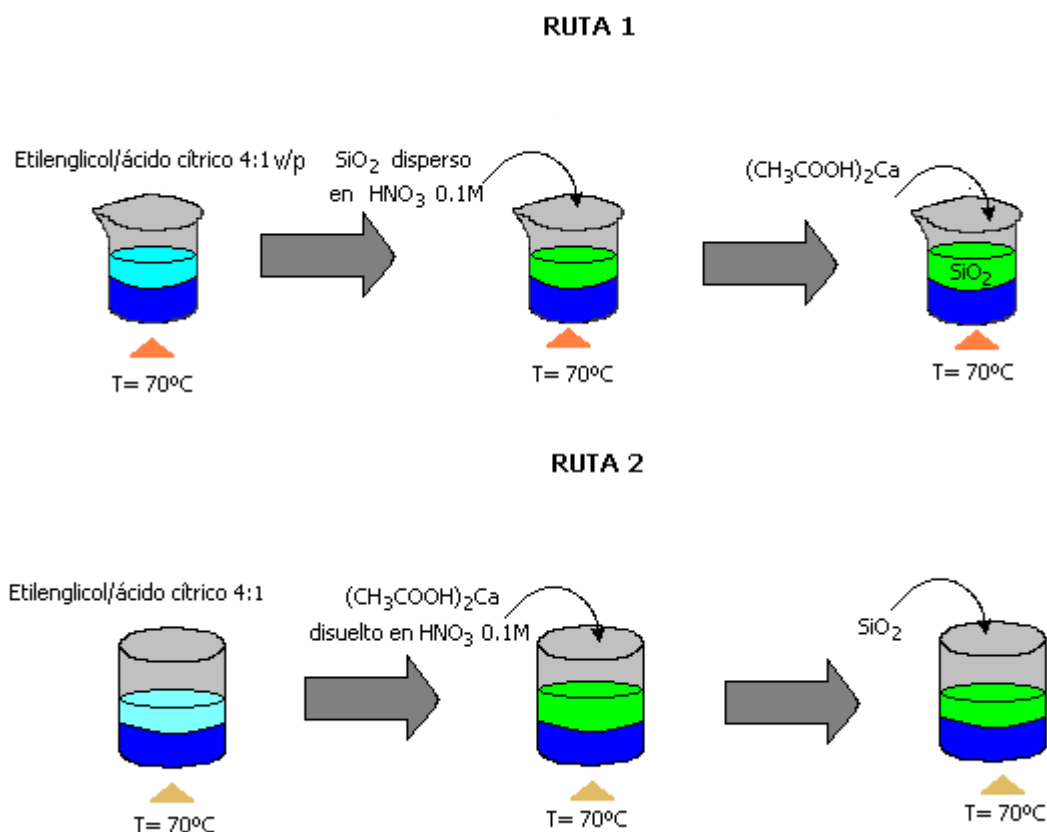 RUTA 1
Etilenglicol/ácido cítrico 4:1 v/p
SiO₂ disperso
en HNO₃ 0.1M
(CH₃COOH)₂Ca
SiO₂
T= 70ºC
T= 70ºC
T= 70ºC
RUTA 2
Etilenglicol/ácido cítrico 4:1
(CH₃COOH)₂Ca
disuelto en HNO₃ 0.1M
SiO₂
T= 70ºC
T= 70ºC
T= 70ºC